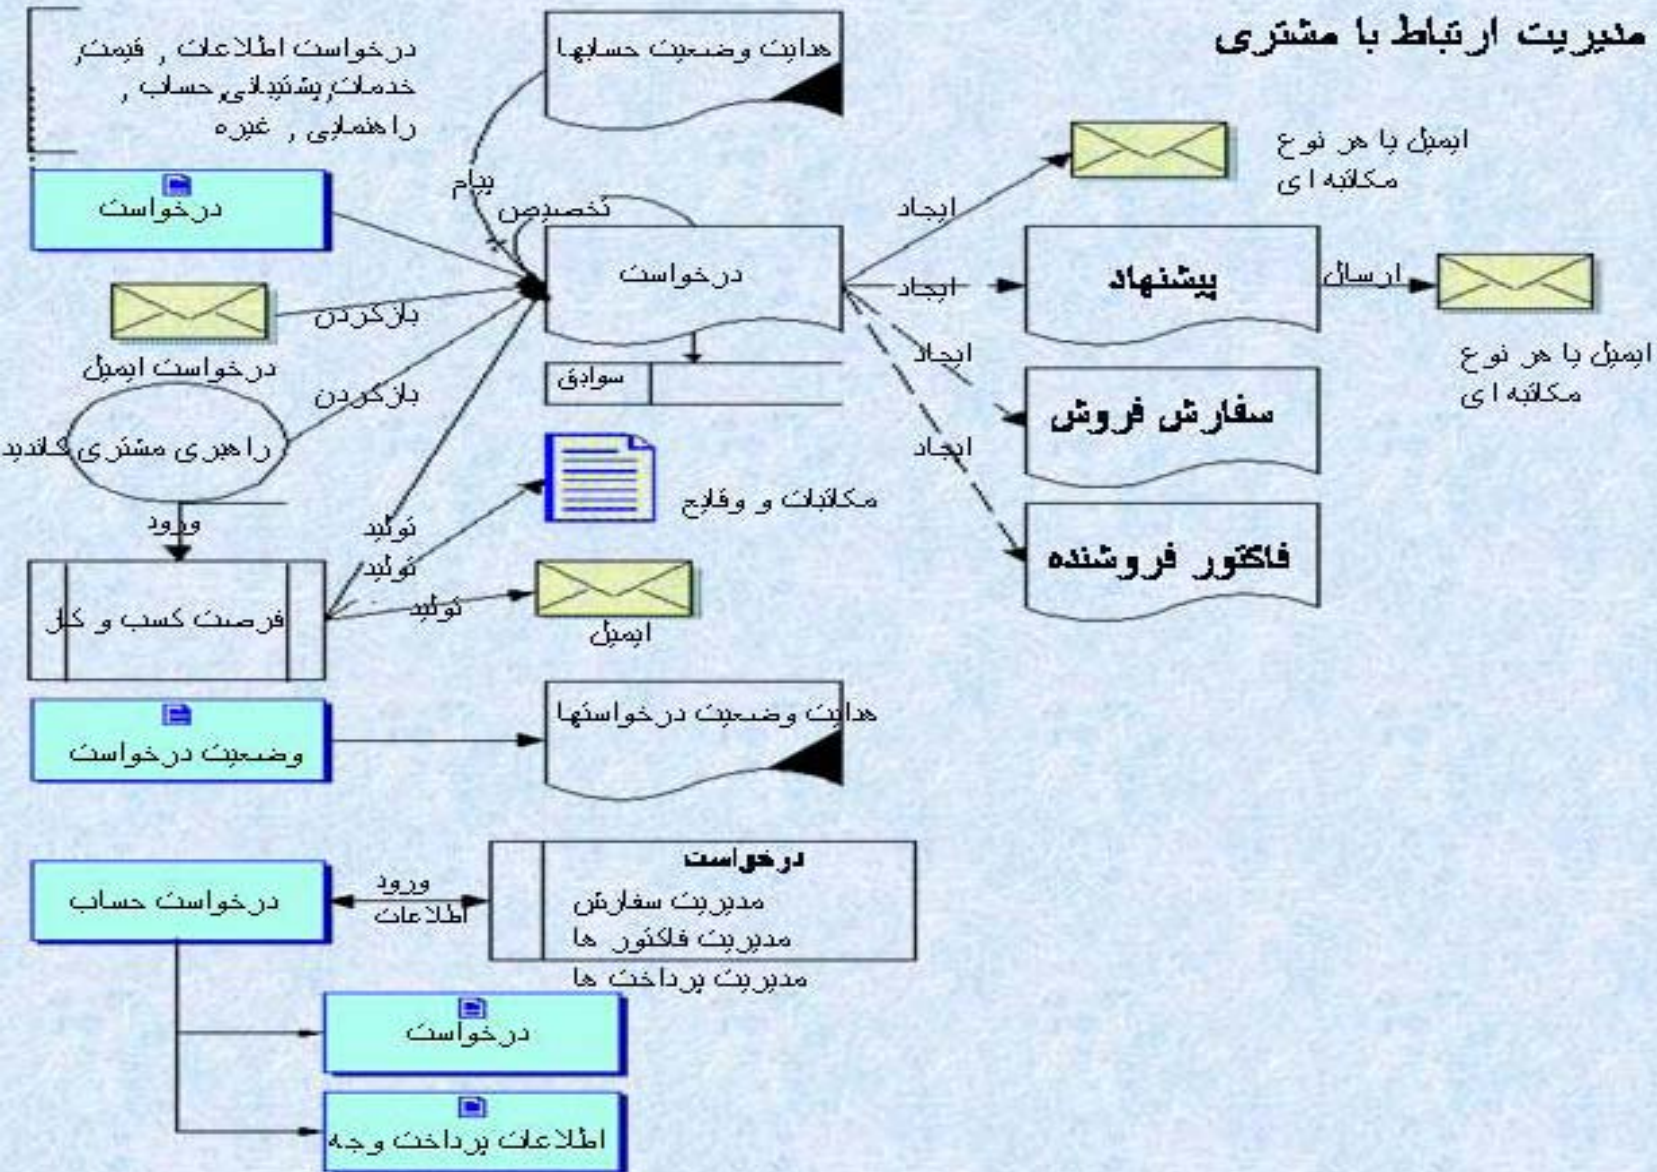 مدیریت ارتباط با مشتری
درخواست اطلاعات , قیمت,
خدمات,پشتیبانی,حساب ,
راهنمایی , غیره
هدایت وضعیت حسابها
ایمیل یا هر نوع
مکاتبه ای
درخواست
پیام
تخصیص
ایجاد
درخواست
ایجاد
پیشنهاد
ارسال
بازکردن
درخواست ایمیل
ایجاد
ایمیل یا هر نوع
مکاتبه ای
سوابق
بازکردن
سفارش فروش
راهبری مشتری کاندید
ایجاد
مکاتبات و وقایع
ورود
تولید
تولید
فاکتور فروشنده
فرصت کسب و کار
تولید
ایمیل
وضعیت درخواست
هدایت وضعیت درخواستها
درخواست حساب
ورود
اطلاعات
درخواست
مدیریت سفارش
مدیریت فاکتور ها
مدیریت پرداخت ها
درخواست
اطلاعات پرداخت وجه